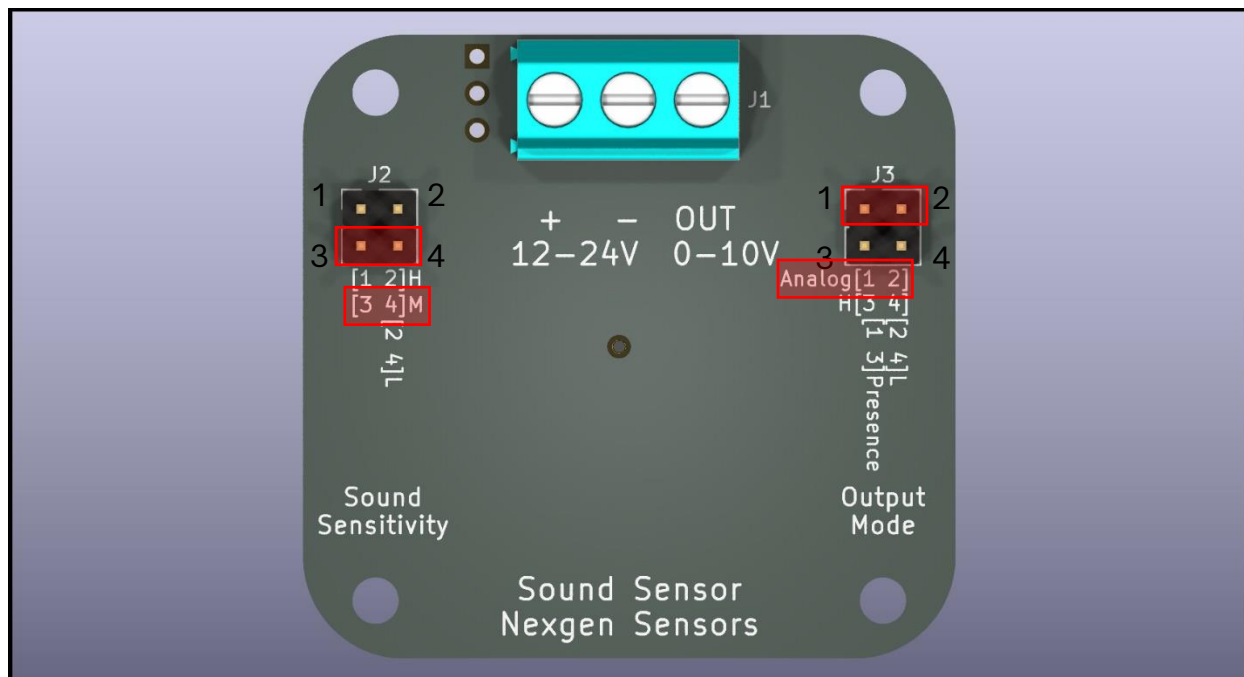 J1
J2
1 2
3 4
[1 2]H
[3 4]M
[2 4]L
+ – OUT
12–24V 0–10V
J3
1 2
3 4
Analog[1 2]
H[3 4]
[2 4]L
[1 3]Presence
Sound
Sensitivity
Output
Mode
Sound Sensor
Nexgen Sensors